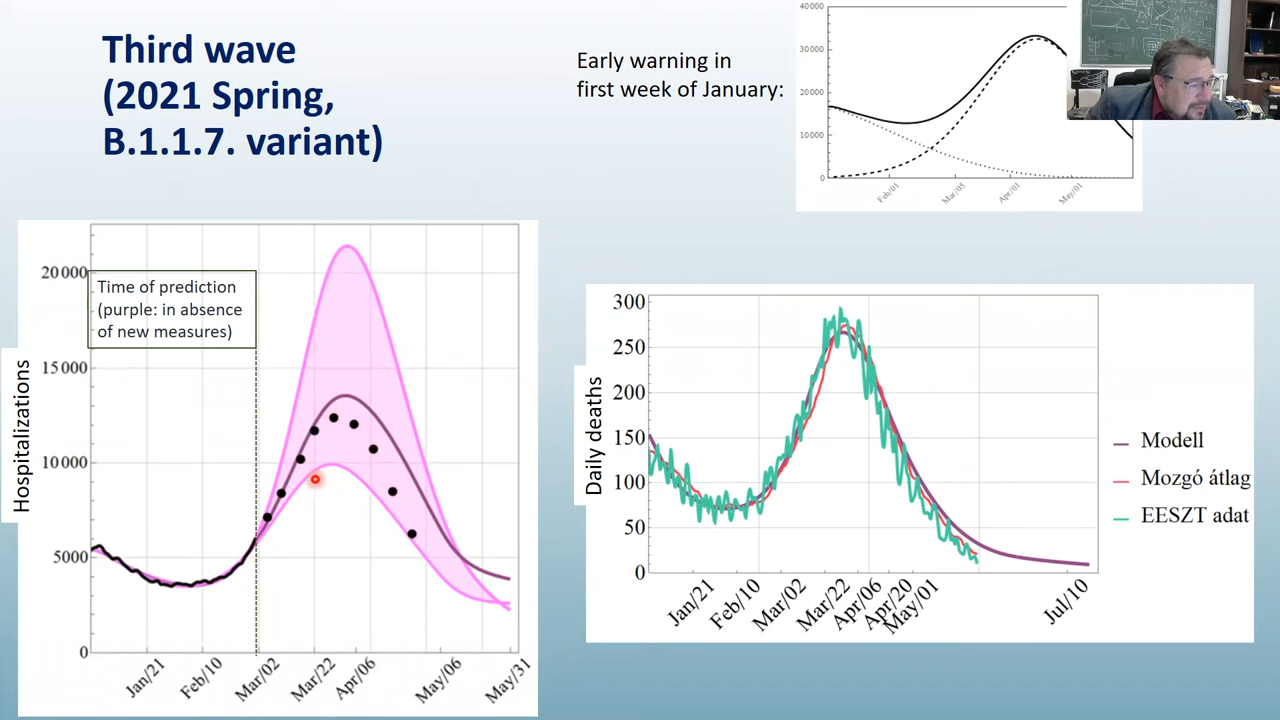 Third wave
(2021 Spring,
B.1.1.7. variant)
Early warning in
first week of January:
40000
30000
20000
10000
0
Feb/01
Mar/05
Apr/01
May/01
Hospitalizations
20000
15000
10000
5000
0
Time of prediction
(purple: in absence
of new measures)
Jan/21
Feb/10
Mar/02
Mar/22
Apr/06
May/06
May/31
Daily deaths
300
250
200
150
100
50
0
Jan/21
Feb/10
Mar/02
Mar/22
Apr/06
Apr/20
May/01
Jul/10
Modell
Mozgó átlag
EESZT adat